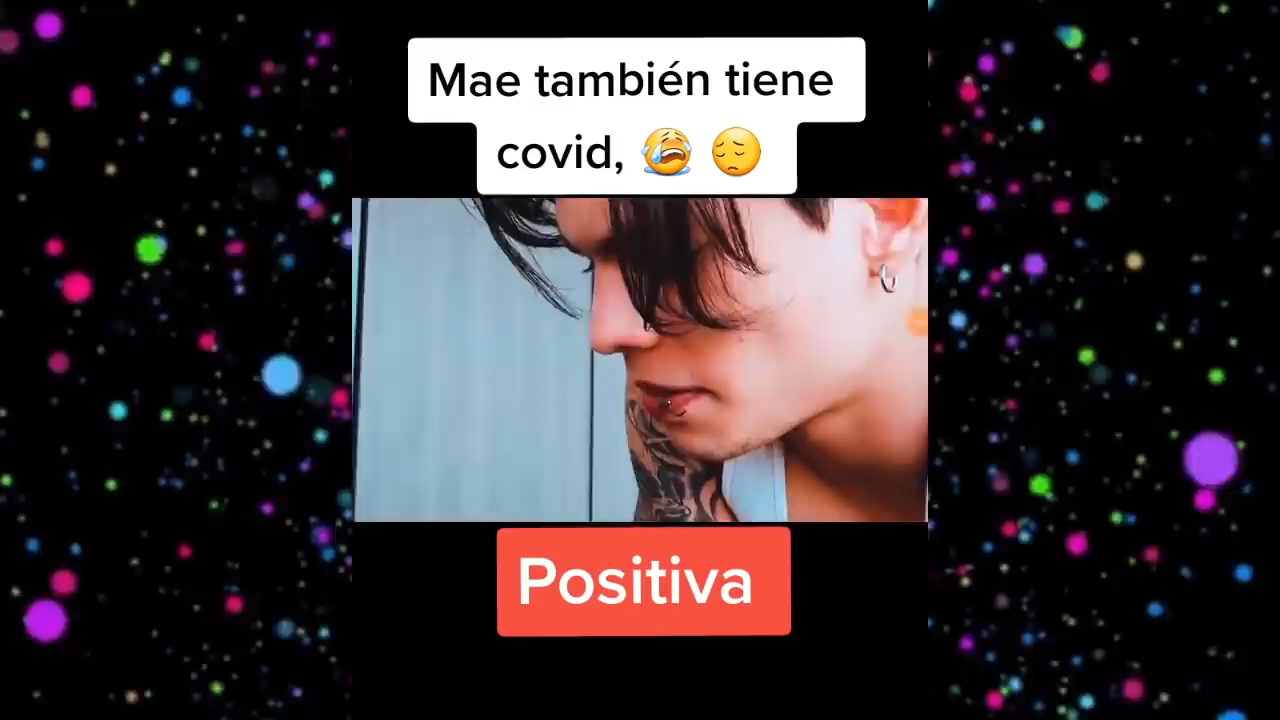 Mae también tiene
covid, 😭 😔
Positiva